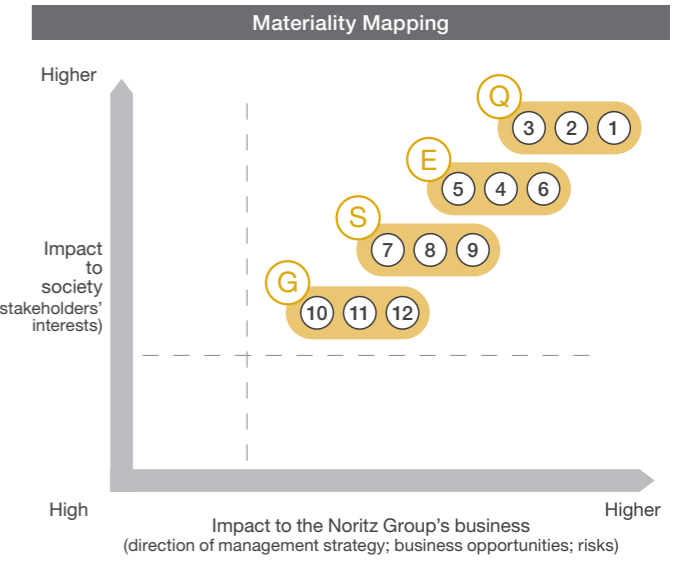 Materiality Mapping
Higher
Q
3 2 1
E
5 4 6
S
7 8 9
Impact
to
society
stakeholders'
interests)
G
10 11 12
High
Higher
Impact to the Noritz Group's business
(direction of management strategy; business opportunities; risks)